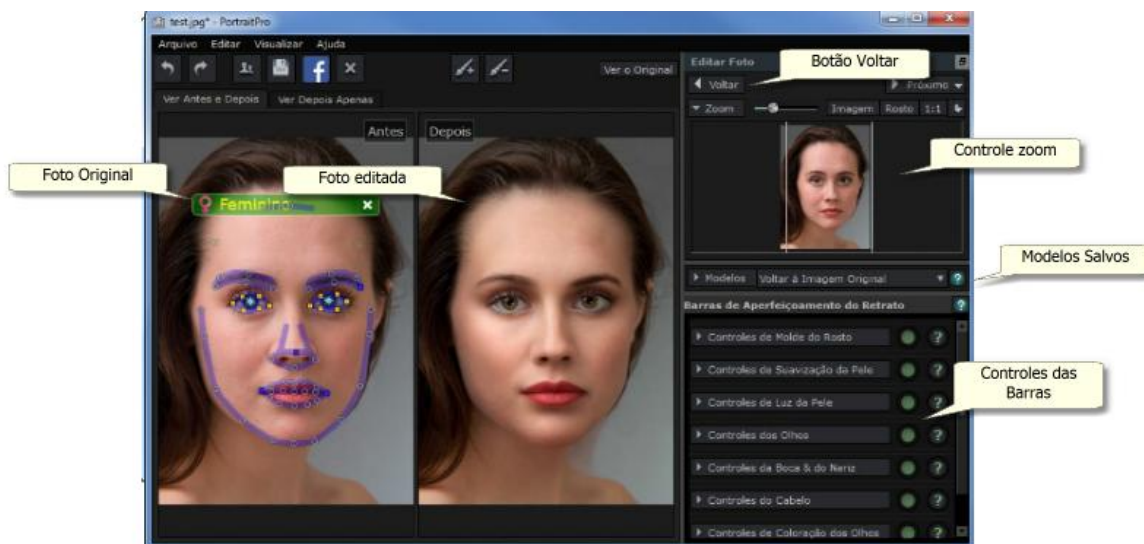 test.jpg* - PortraitPro
Arquivo Editar Visualizar Ajuda
Ver o Original
Ver Antes e Depois Ver Depois Apenas
Antes
Depois
Foto Original
Feminino
Foto editada
Editar Foto
Botão Voltar
Voltar
Próximo
Zoom
Imagem Rosto 1:1
Controle zoom
Modelos Salvos
Modelos Voltar à Imagem Original ?
Barras de Aperfeiçoamento do Retrato ?
Controles de Molde do Rosto ?
Controles de Suavização da Pele ?
Controles das
Barras
Controles de Luz da Pele ?
Controles dos Olhos ?
Controles da Boca & do Nariz ?
Controles do Cabelo ?
Controles de Coloração dos Olhos ?